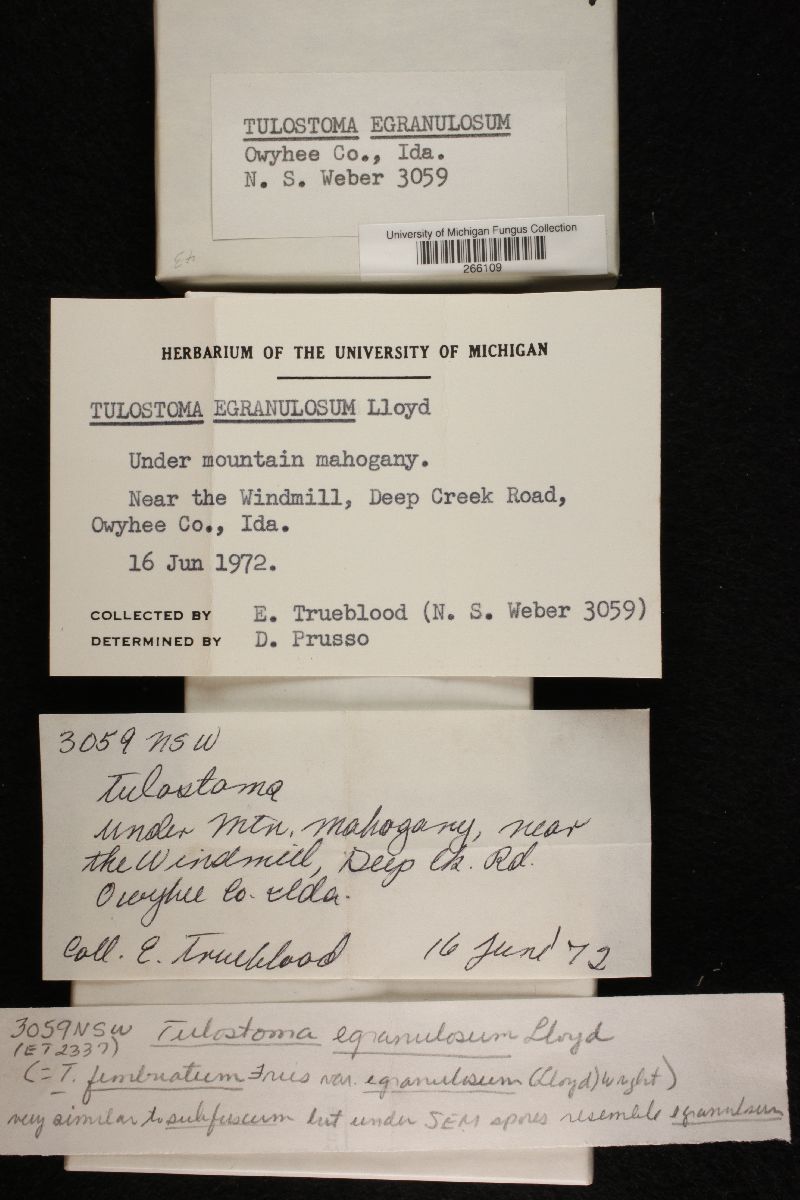 TULOSTOMA EGRANULOSUM
Owyhee Co., Ida.
N. S. Weber 3059
University of Michigan Fungus Collection
266109
43
HERBARIUM OF THE UNIVERSITY OF MICHIGAN
TULOSTOMA EGRANULOSUM Lloyd
Under mountain mahogany.
Near the Windmill, Deep Creek Road,
Owyhee Co., Ida.
16 Jun 1972.
COLLECTED BY E. Trueblood (N. S. Weber 3059)
DETERMINED BY D. Prusso
3059 NSW
Tulostoma
under Mtn. Mahogany, near
the Windmill, Deep Ck. Rd.
Owyhee Co. Ida.
Coll. E. Trueblood 16 June '72
3059NSW Tulostoma egranulosum Lloyd
(ET2337)
(= T. fimbriatum Fries var. egranulosum (Lloyd) Wright)
very similar to subfuscum but under SEM spores resemble egranulosum